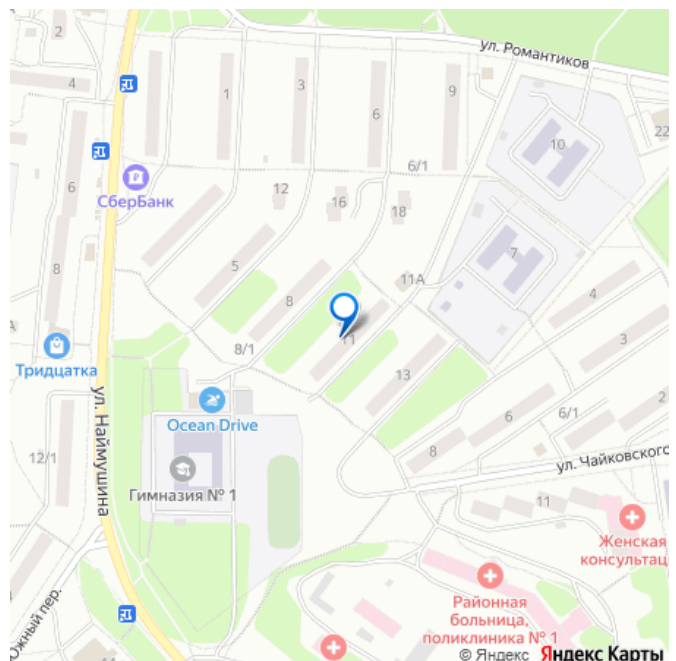 2
ул. Романтиков
4
1
3
6
9
10
22
6/1
СберБанк
6
12
16
18
7
5
8
11А
4
8
8
11
3
Тридцатка
8/1
13
2
ул. Наймушина
Ocean Drive
6
6/1
12/1
8
ул. Чайковского
Гимназия № 1
11
Женская
консультац
Южный пер.
Районная
больница,
поликлиника № 1
© Яндекс Яндекс Карты